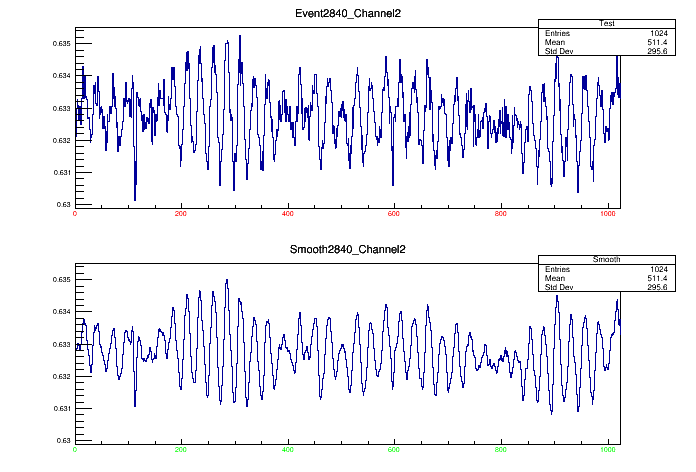 Event2840_Channel2
Test
Entries 1024
Mean 511.4
Std Dev 295.6
0.635
0.634
0.633
0.632
0.631
0.63
0 200 400 600 800 1000
Smooth2840_Channel2
Smooth
Entries 1024
Mean 511.4
Std Dev 295.6
0.635
0.634
0.633
0.632
0.631
0.63
0 200 400 600 800 1000